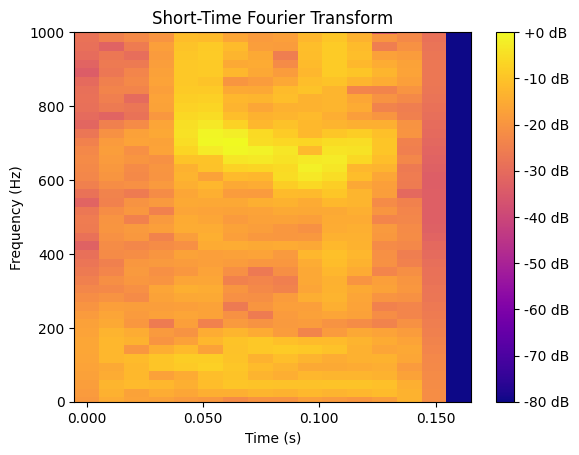 Short-Time Fourier Transform
1000
800
600
400
200
0
Frequency (Hz)
0.000
0.050
0.100
0.150
Time (s)
+0 dB
-10 dB
-20 dB
-30 dB
-40 dB
-50 dB
-60 dB
-70 dB
-80 dB